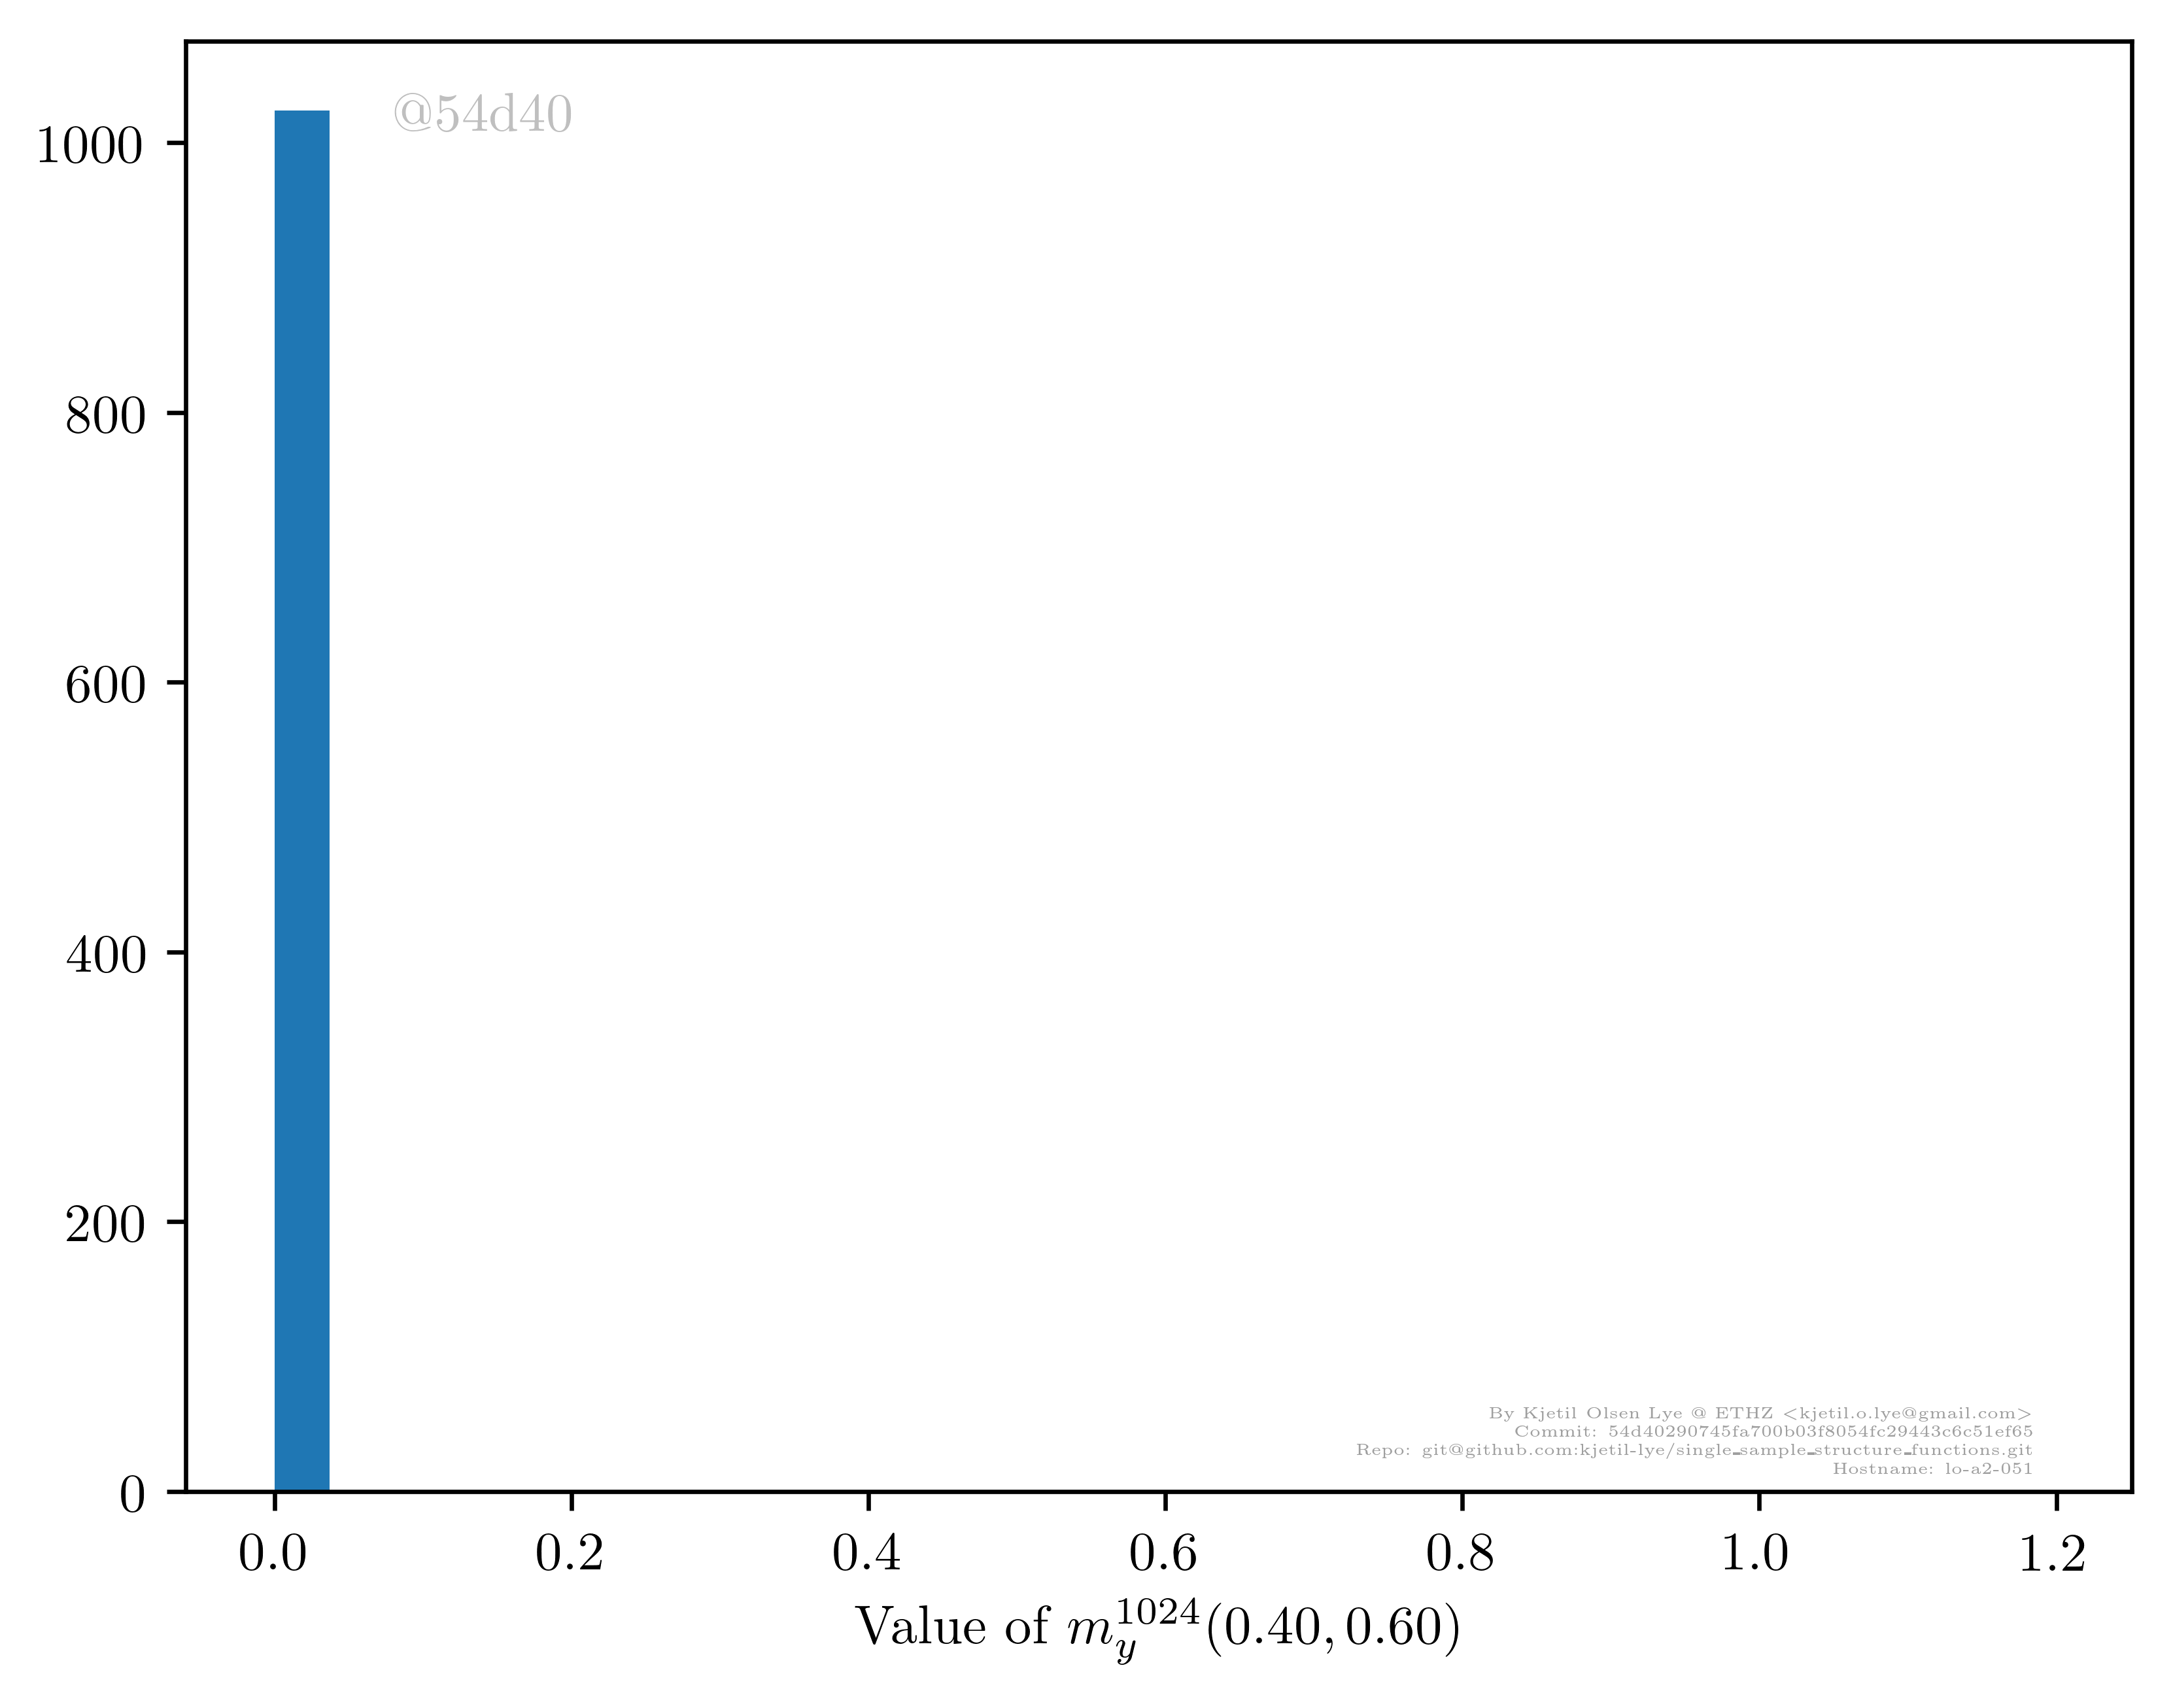 @54d40
1000
800
600
400
200
0
By Kjetil Olsen Lye @ ETHZ <kjetil.o.lye@gmail.com>
Commit: 54d40290745fa700b03f8054fc29443c6c51ef65
Repo: git@github.com:kjetil-lye/single_sample_structure_functions.git
Hostname: lo-a2-051
0.0 0.2 0.4 0.6 0.8 1.0 1.2
Value of $m_y^{1024}(0.40, 0.60)$